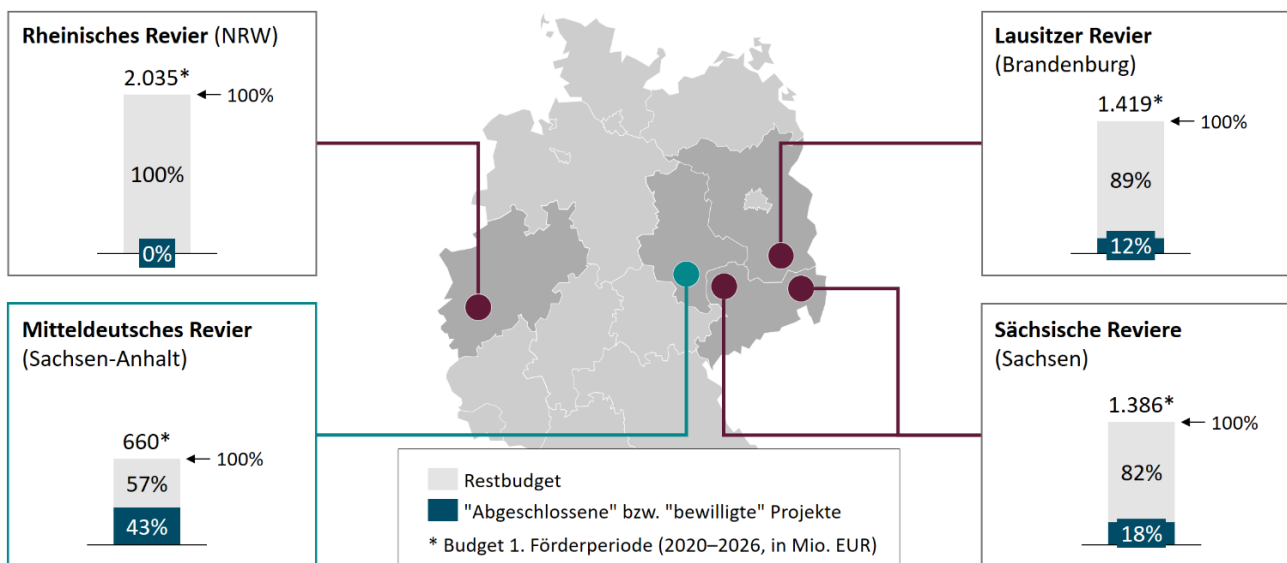 Rheinisches Revier (NRW)
2.035*
100%
100%
0%
Lausitzer Revier
(Brandenburg)
1.419*
100%
89%
12%
Mitteldeutsches Revier
(Sachsen-Anhalt)
660*
100%
57%
43%
Sächsische Reviere
(Sachsen)
1.386*
100%
82%
18%
Restbudget
"Abgeschlossene" bzw. "bewilligte" Projekte
* Budget 1. Förderperiode (2020–2026, in Mio. EUR)